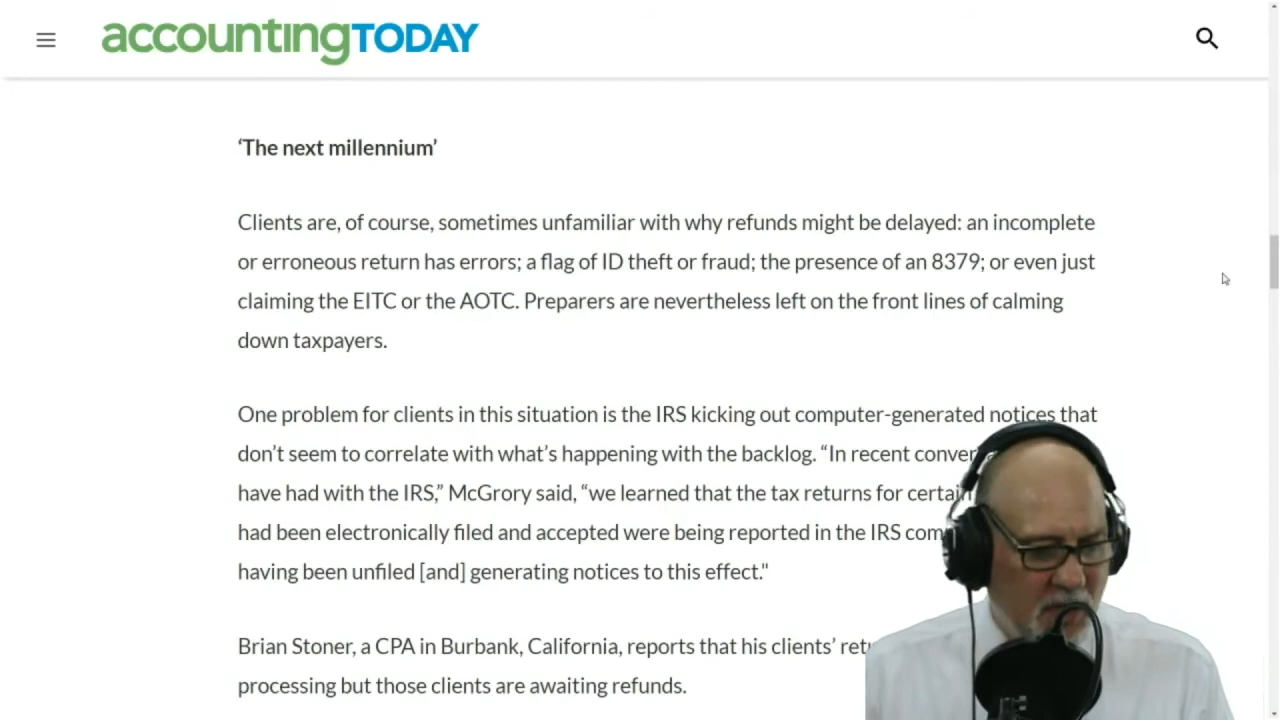 accountingTODAY
‘The next millennium’
Clients are, of course, sometimes unfamiliar with why refunds might be delayed: an incomplete
or erroneous return has errors; a flag of ID theft or fraud; the presence of an 8379; or even just
claiming the EITC or the AOTC. Preparers are nevertheless left on the front lines of calming
down taxpayers.
One problem for clients in this situation is the IRS kicking out computer-generated notices that
don’t seem to correlate with what’s happening with the backlog. “In recent
have had with the IRS,” McGrory said, “we learned that the tax returns for certain
had been electronically filed and accepted were being reported in the IRS
having been unfiled [and] generating notices to this effect."
Brian Stoner, a CPA in Burbank, California, reports that his clients’
processing but those clients are awaiting refunds.